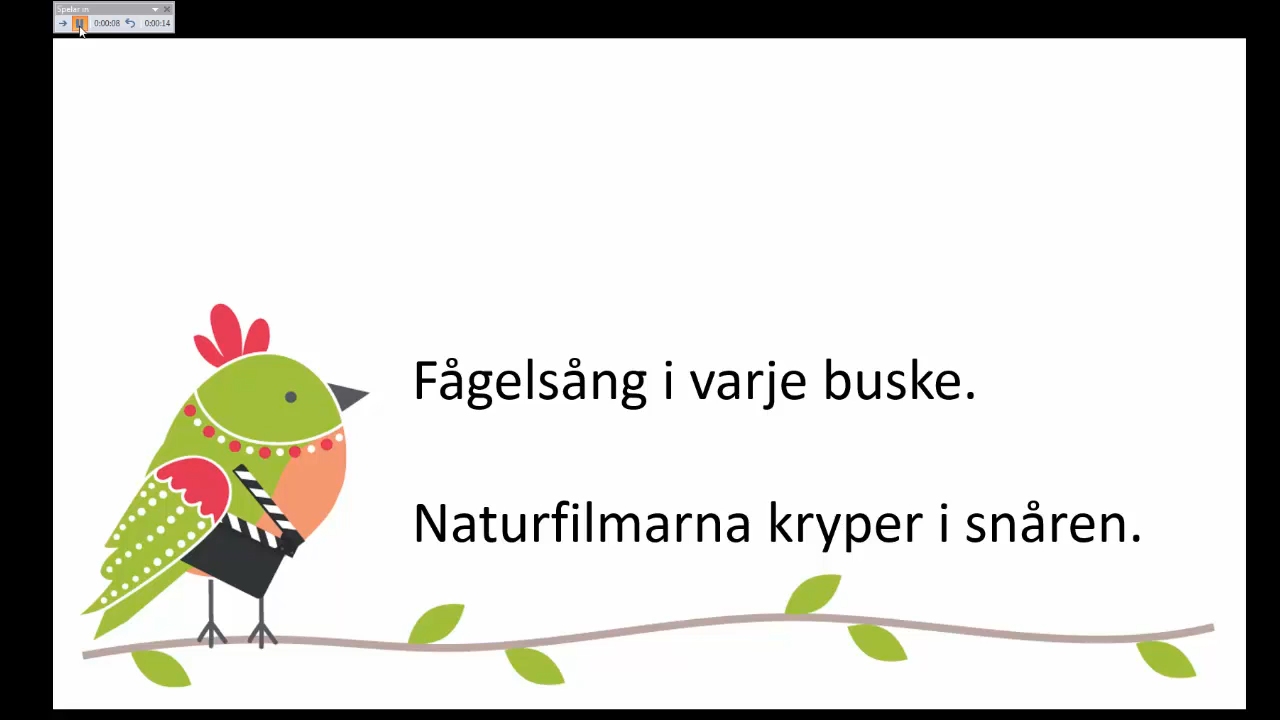 Spelar in
0:00:08 0:00:14
Fågelsång i varje buske.
Naturfilmarna kryper i snåren.